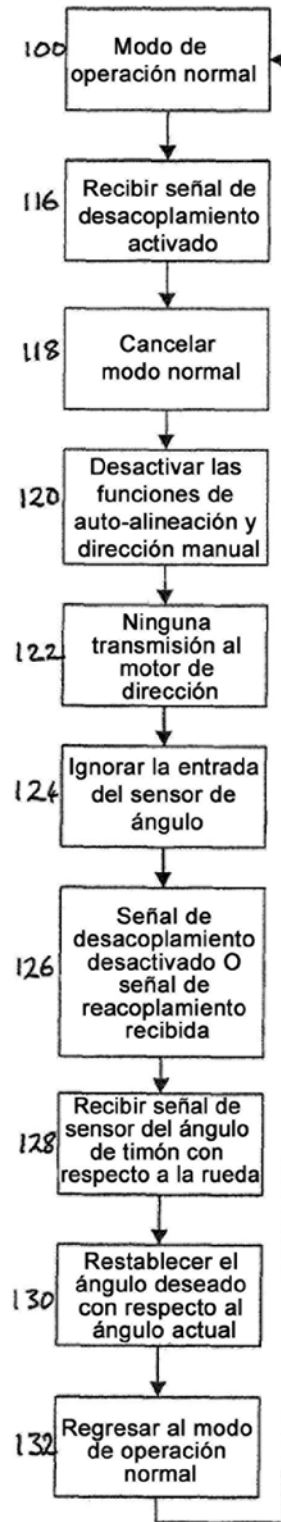 100
Modo de
operación normal
116
Recibir señal de
desacoplamiento
activado
118
Cancelar
modo normal
120
Desactivar las
funciones de
auto-alineación y
dirección manual
122
Ninguna
transmisión al
motor de
dirección
124
Ignorar la entrada
del sensor de
ángulo
126
Señal de
desacoplamiento
desactivado O
señal de
reacoplamiento
recibida
128
Recibir señal de
sensor del ángulo
de timón con
respecto a la rueda
130
Restablecer el
ángulo deseado
con respecto al
ángulo actual
132
Regresar al modo
de operación
normal